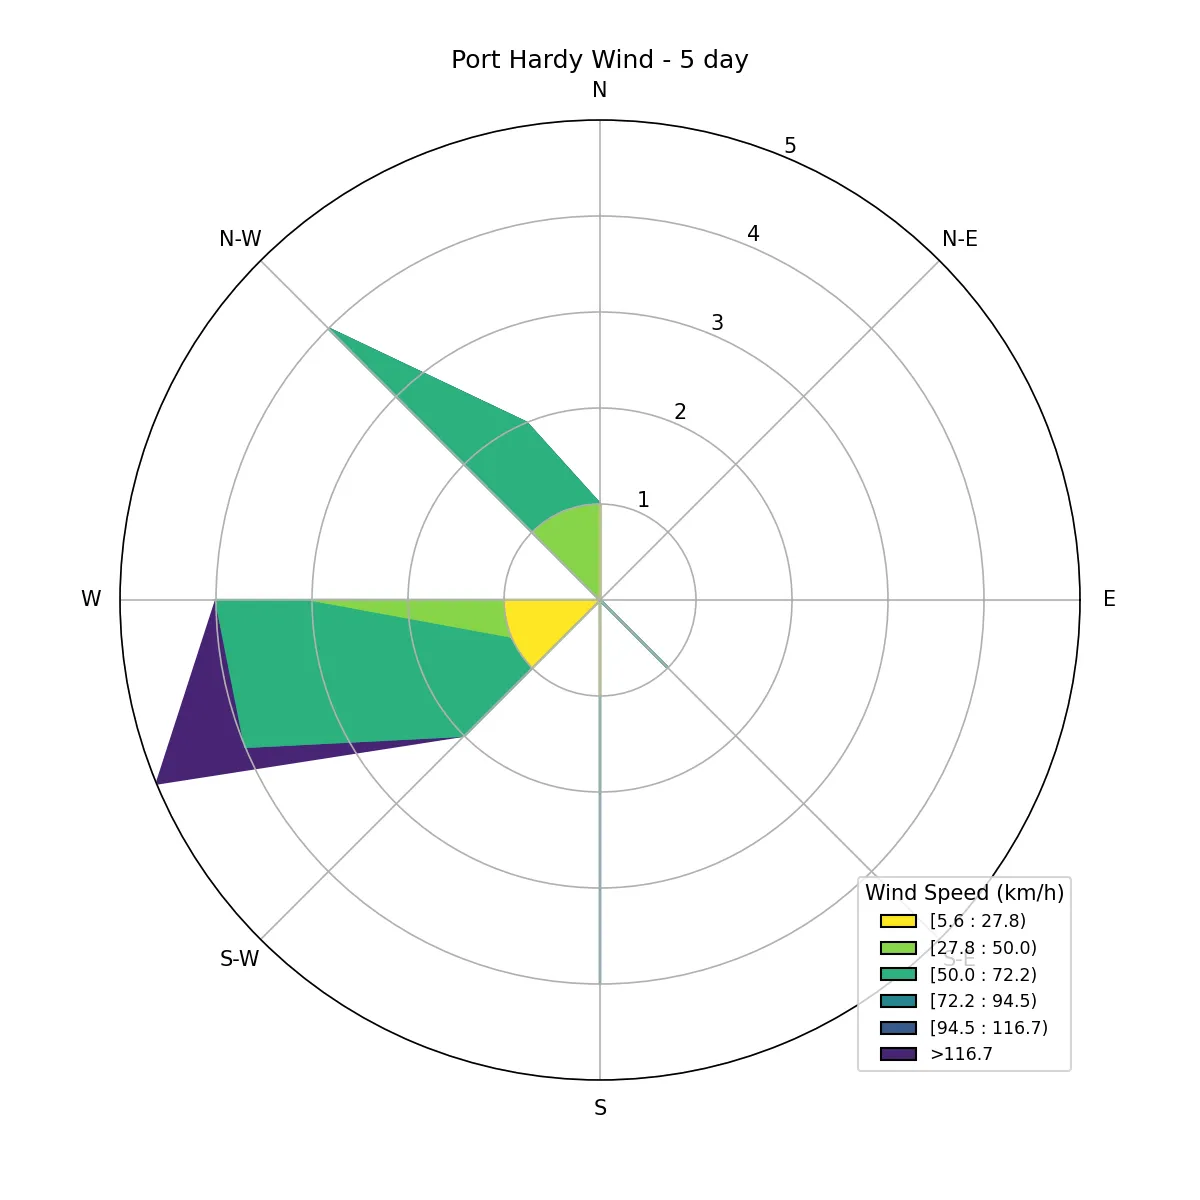 Port Hardy Wind - 5 day
N
5
N-W
N-E
4
3
2
1
W
E
S-W
S-E
S
Wind Speed (km/h)
[5.6 : 27.8)
[27.8 : 50.0)
[50.0 : 72.2)
[72.2 : 94.5)
[94.5 : 116.7)
>116.7